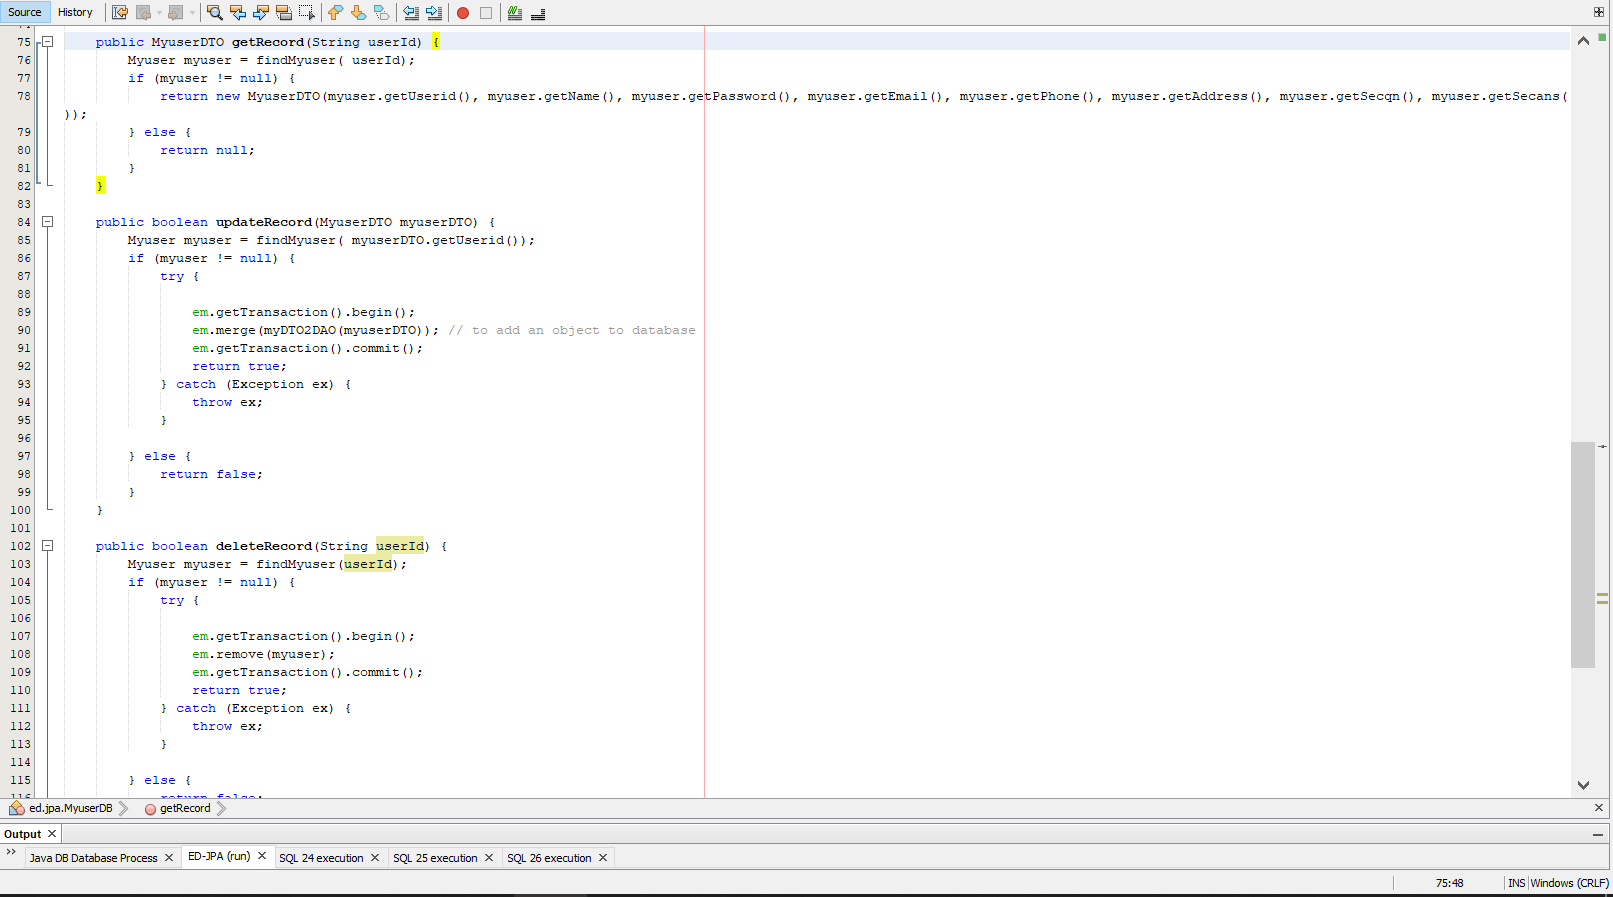 Source History
75 public MyuserDTO getRecord(String userId) {
76 Myuser myuser = findMyuser( userId);
77 if (myuser != null) {
78 return new MyuserDTO(myuser.getUserid(), myuser.getName(), myuser.getPassword(), myuser.getEmail(), myuser.getPhone(), myuser.getAddress(), myuser.getSecqn(), myuser.getSecans(
));
79 } else {
80 return null;
81 }
82 }
83
84 public boolean updateRecord(MyuserDTO myuserDTO) {
85 Myuser myuser = findMyuser( myuserDTO.getUserid());
86 if (myuser != null) {
87 try {
88
89 em.getTransaction().begin();
90 em.merge(myDTO2DAO(myuserDTO)); // to add an object to database
91 em.getTransaction().commit();
92 return true;
93 } catch (Exception ex) {
94 throw ex;
95 }
96
97 } else {
98 return false;
99 }
100 }
101
102 public boolean deleteRecord(String userId) {
103 Myuser myuser = findMyuser(userId);
104 if (myuser != null) {
105 try {
106
107 em.getTransaction().begin();
108 em.remove(myuser);
109 em.getTransaction().commit();
110 return true;
111 } catch (Exception ex) {
112 throw ex;
113 }
114
115 } else {
116 return false;
ed.jpa.MyuserDB getRecord
Output
Java DB Database Process ED-JPA (run) SQL 24 execution SQL 25 execution SQL 26 execution
75:48 INS Windows (CRLF)